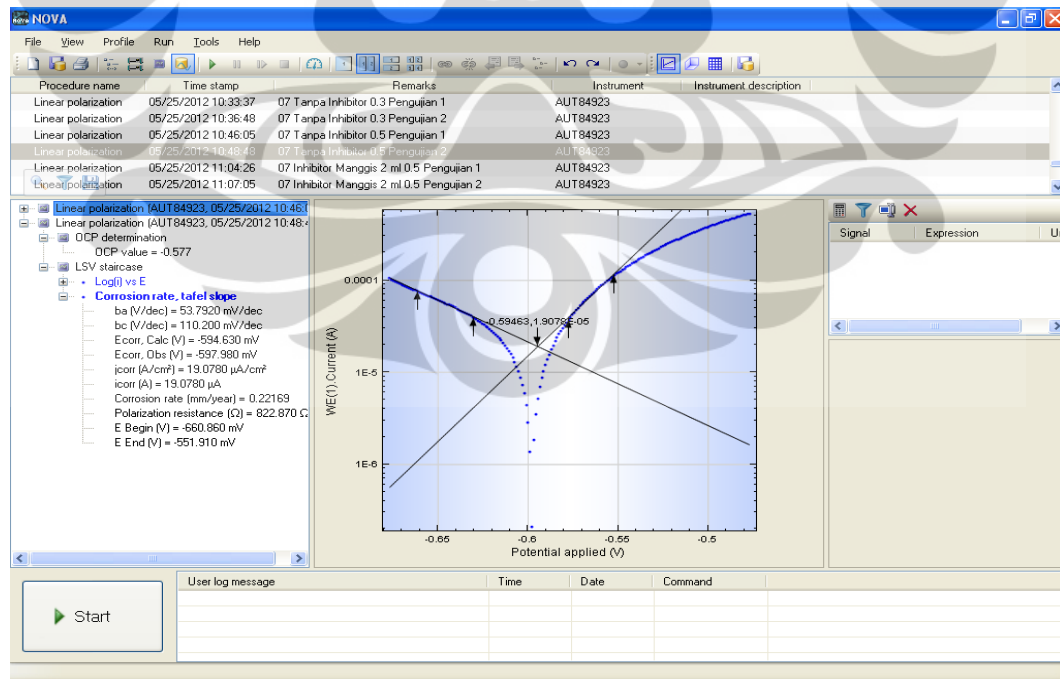 NOVA
File View Profile Run Tools Help
Procedure name Time stamp Remarks Instrument Instrument description
Linear polarization 05/25/2012 10:33:37 07 Tanpa Inhibitor 0.3 Pengujian 1 AUT84923
Linear polarization 05/25/2012 10:36:48 07 Tanpa Inhibitor 0.3 Pengujian 2 AUT84923
Linear polarization 05/25/2012 10:46:05 07 Tanpa Inhibitor 0.5 Pengujian 1 AUT84923
Linear polarization 05/25/2012 10:48:48 07 Tanpa Inhibitor 0.5 Pengujian 2 AUT84923
Linear polarization 05/25/2012 11:04:26 07 Inhibitor Manggis 2 ml 0.5 Pengujian 1 AUT84923
Linear polarization 05/25/2012 11:07:05 07 Inhibitor Manggis 2 ml 0.5 Pengujian 2 AUT84923
Linear polarization (AUT84923, 05/25/2012 10:46:0
Linear polarization (AUT84923, 05/25/2012 10:48:4
OCP determination
OCP value = -0.577
LSV staircase
Log(i) vs E
Corrosion rate, tafel slope
ba (V/dec) = 53.7920 mV/dec
bc (V/dec) = 110.200 mV/dec
Ecorr, Calc (V) = -594.630 mV
Ecorr, Obs (V) = -597.980 mV
jcorr (A/cm²) = 19.0780 µA/cm²
icorr (A) = 19.0780 µA
Corrosion rate (mm/year) = 0.22169
Polarization resistance (Ω) = 822.870 Ω
E Begin (V) = -660.860 mV
E End (V) = -551.910 mV
WE(1).Current (A)
0.0001
1E-5
1E-6
-0.59463,1.9078E-05
-0.65 -0.6 -0.55 -0.5
Potential applied (V)
Signal Expression U
Start
User log message Time Date Command